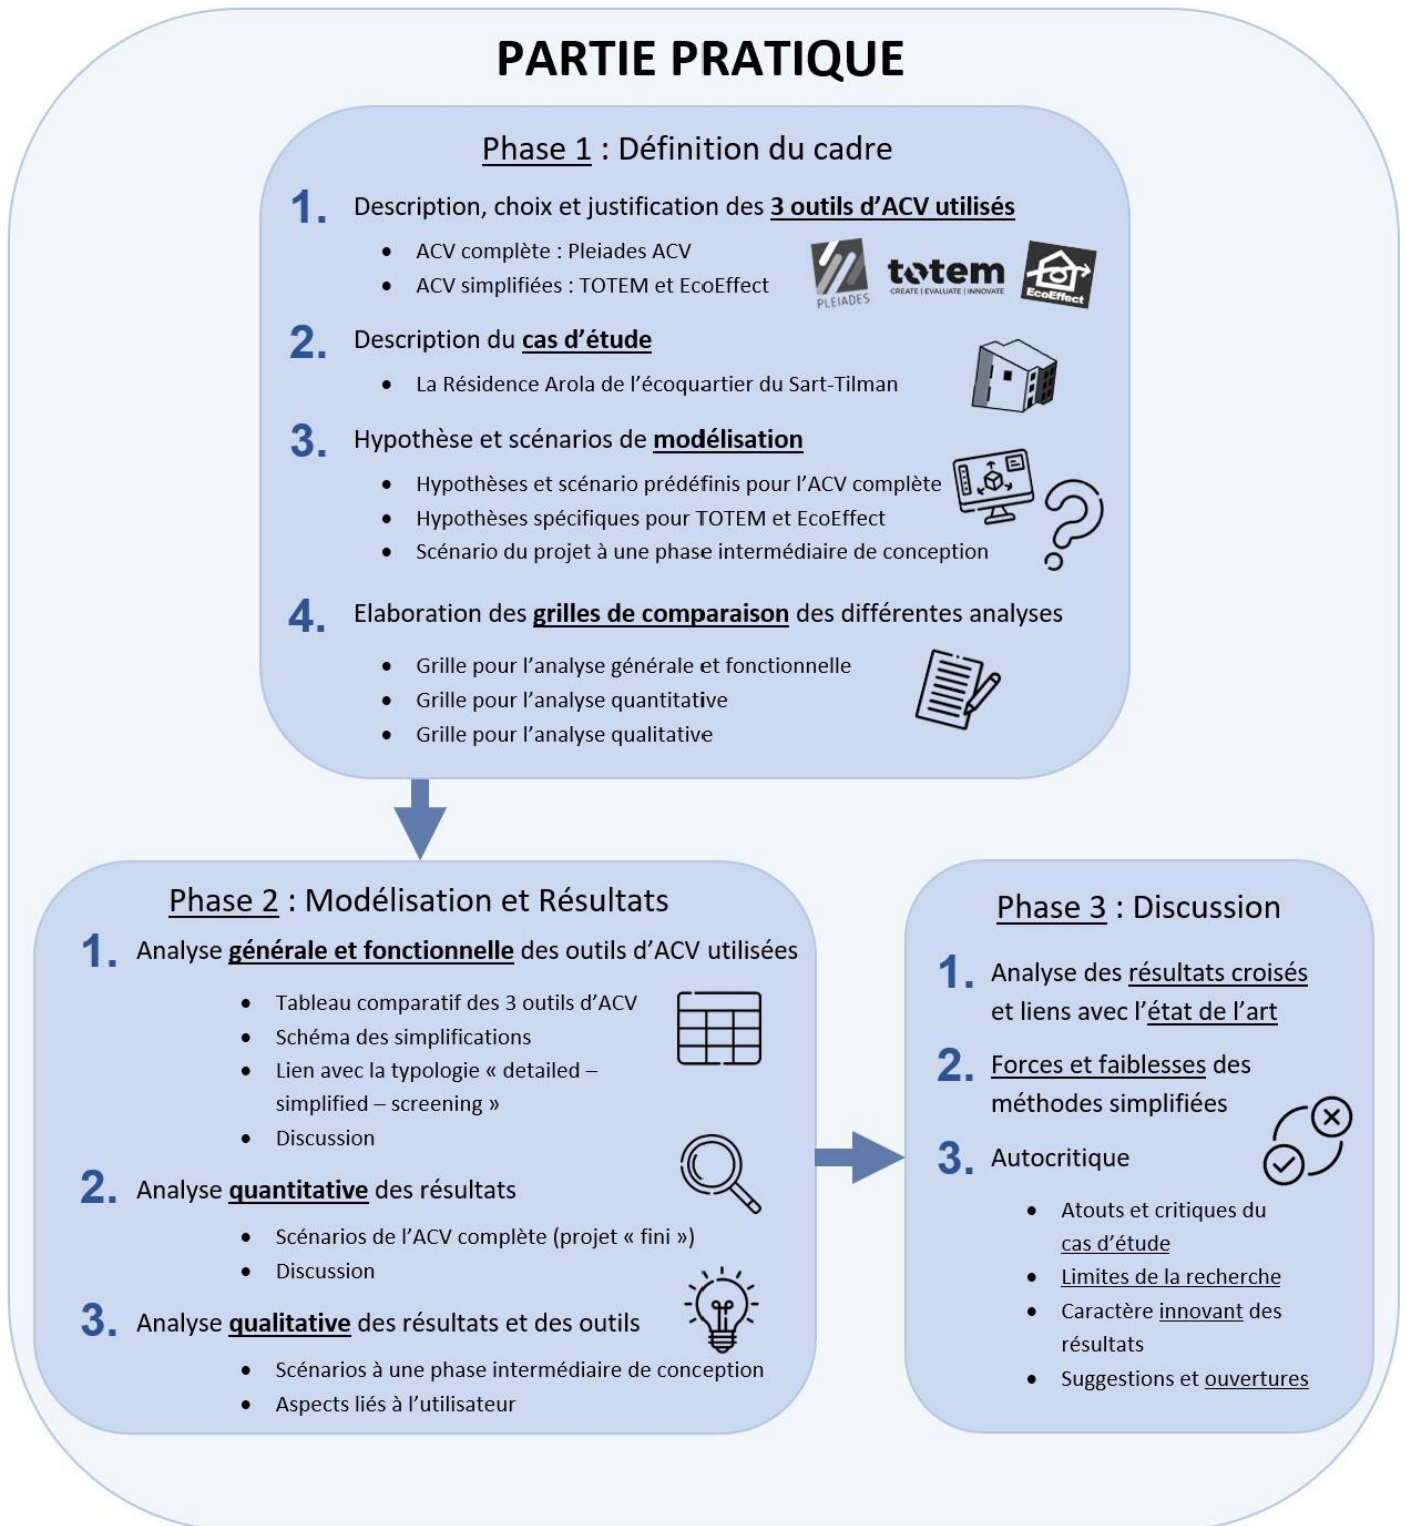 PARTIE PRATIQUE
Phase 1 : Définition du cadre
1. Description, choix et justification des 3 outils d'ACV utilisés
• ACV complète : Pleiades ACV
• ACV simplifiées : TOTEM et EcoEffect
PLEIADES
totem
CREATE | EVALUATE | INNOVATE
EcoEffect
2. Description du cas d'étude
• La Résidence Arola de l'écoquartier du Sart-Tilman
3. Hypothèse et scénarios de modélisation
• Hypothèses et scénario prédéfinis pour l'ACV complète
• Hypothèses spécifiques pour TOTEM et EcoEffect
• Scénario du projet à une phase intermédiaire de conception
4. Elaboration des grilles de comparaison des différentes analyses
• Grille pour l'analyse générale et fonctionnelle
• Grille pour l'analyse quantitative
• Grille pour l'analyse qualitative
Phase 2 : Modélisation et Résultats
1. Analyse générale et fonctionnelle des outils d'ACV utilisées
• Tableau comparatif des 3 outils d'ACV
• Schéma des simplifications
• Lien avec la typologie « detailed –
simplified – screening »
• Discussion
2. Analyse quantitative des résultats
• Scénarios de l'ACV complète (projet « fini »)
• Discussion
3. Analyse qualitative des résultats et des outils
• Scénarios à une phase intermédiaire de conception
• Aspects liés à l'utilisateur
Phase 3 : Discussion
1. Analyse des résultats croisés
et liens avec l'état de l'art
2. Forces et faiblesses des
méthodes simplifiées
3. Autocritique
• Atouts et critiques du
cas d'étude
• Limites de la recherche
• Caractère innovant des
résultats
• Suggestions et ouvertures